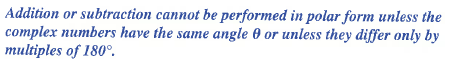 Addition or subtraction cannot be performed in polar form unless the
complex numbers have the same angle θ or unless they differ only by
multiples of 180°.